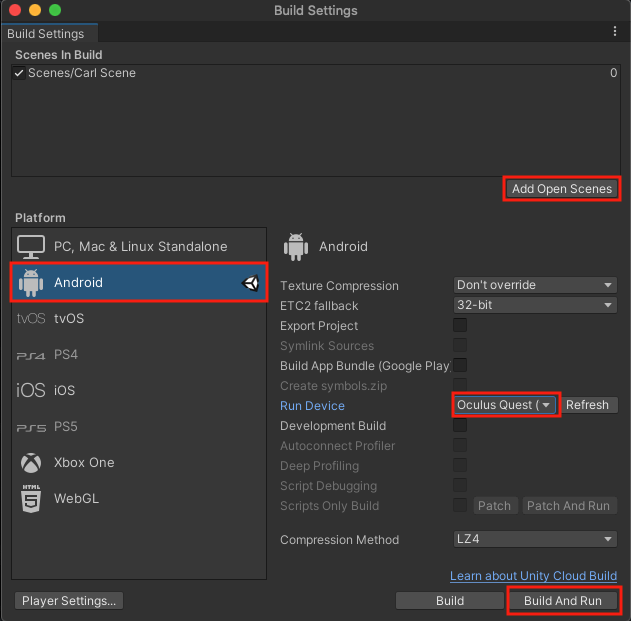 Build Settings
Build Settings
Scenes In Build
Scenes/Carl Scene 0
Add Open Scenes
Platform
PC, Mac & Linux Standalone
Android
tvOS tvOS
PS4 PS4
iOS iOS
PS5 PS5
Xbox One
HTML 5 WebGL
Android
Texture Compression Don't override
ETC2 fallback 32-bit
Export Project
Symlink Sources
Build App Bundle (Google Play
Create symbols.zip
Run Device Oculus Quest ( Refresh
Development Build
Autoconnect Profiler
Deep Profiling
Script Debugging
Scripts Only Build Patch Patch And Run
Compression Method LZ4
Learn about Unity Cloud Build
Player Settings... Build Build And Run